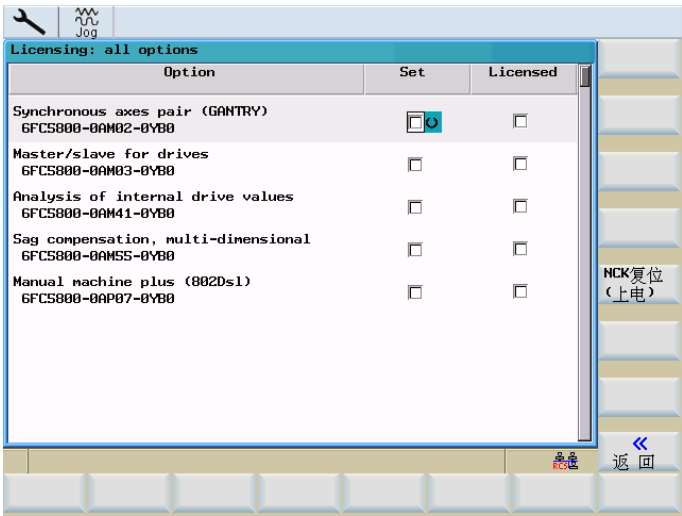 Jog
Licensing: all options
Option Set Licensed
Synchronous axes pair (GANTRY)
6FC5800-0AM02-0YB0
Master/slave for drives
6FC5800-0AM03-0YB0
Analysis of internal drive values
6FC5800-0AM41-0YB0
Sag compensation, multi-dimensional
6FC5800-0AM55-0YB0
Manual machine plus (802Dsl)
6FC5800-0AP07-0YB0
NCK复位
(上电)
RCS
返回